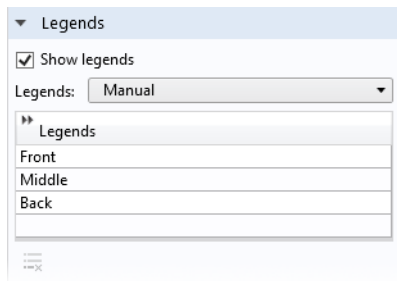 Legends
Show legends
Legends: Manual
Legends
Front
Middle
Back